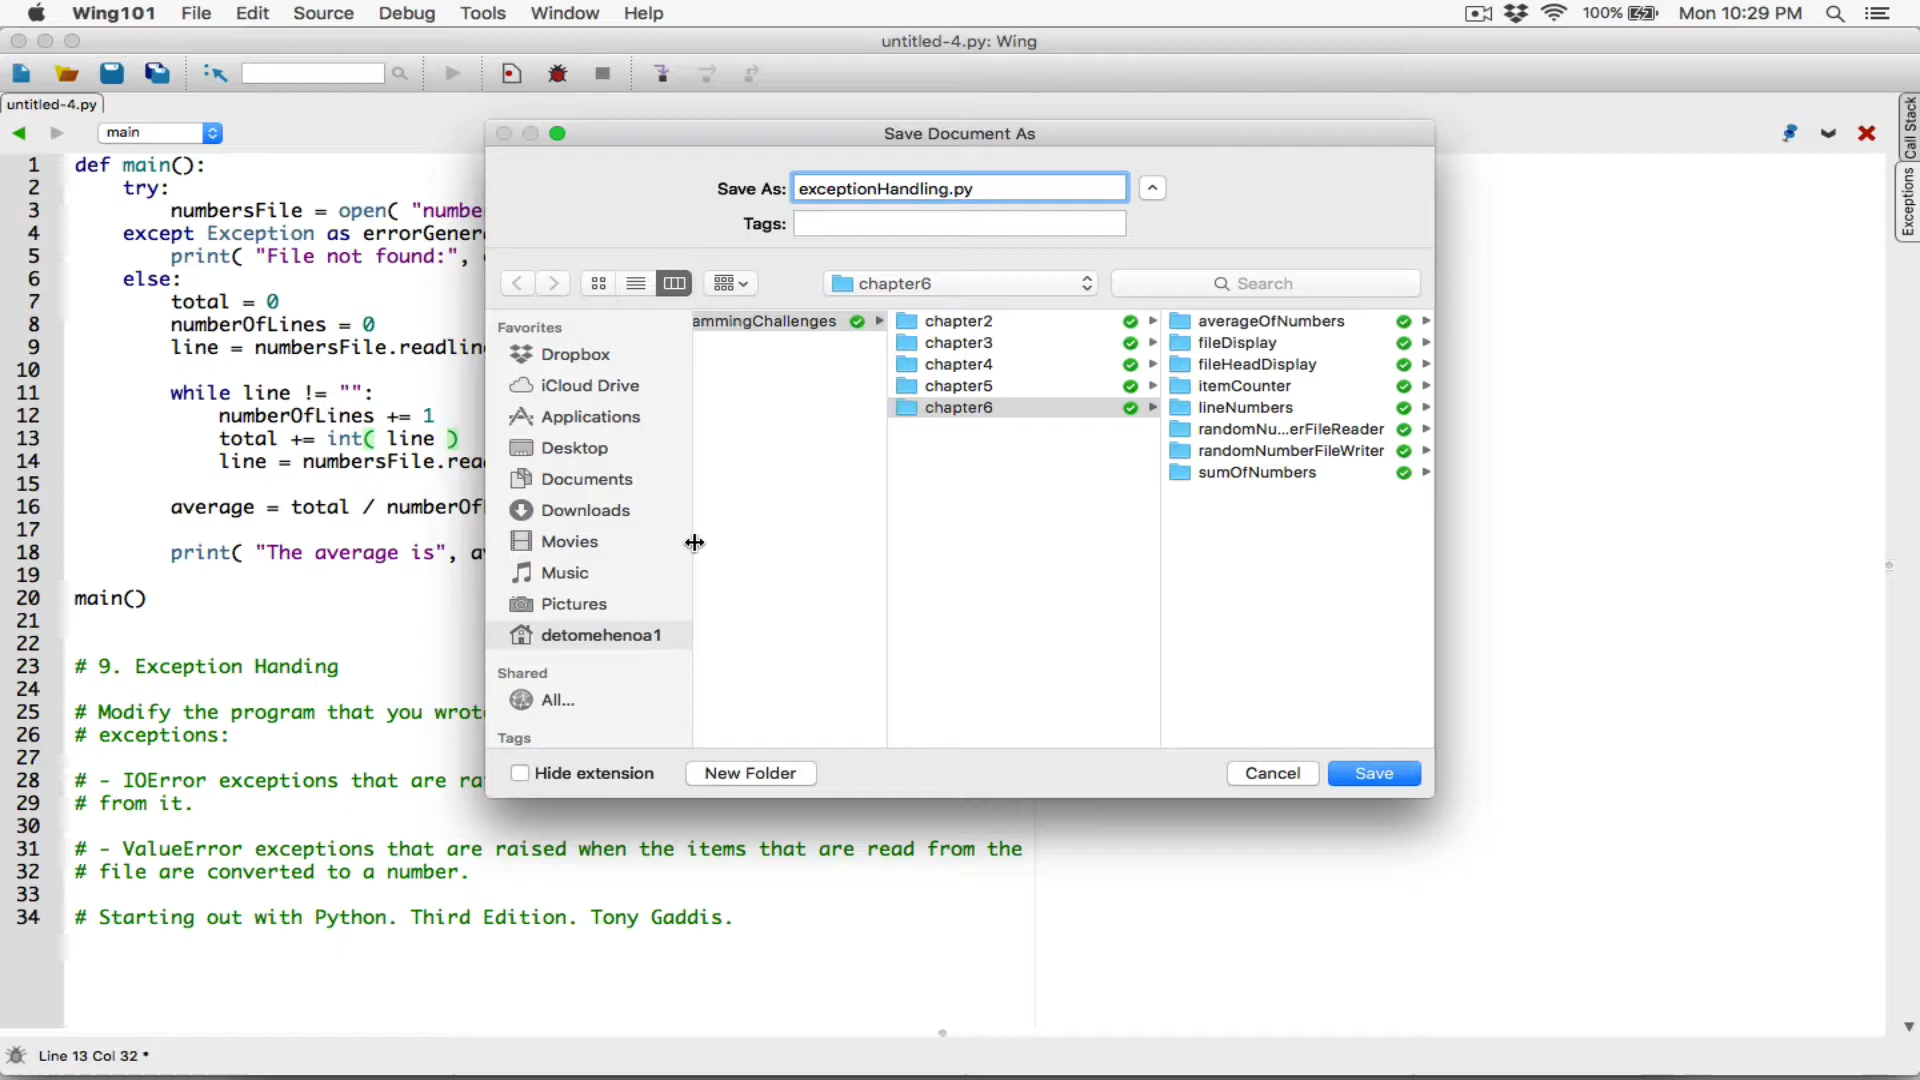 Wing101 File Edit Source Debug Tools Window Help 100% Mon 10:29 PM
untitled-4.py: Wing
untitled-4.py
main
Call Stack
Exceptions
1 def main():
2 try:
3 numbersFile = open( "numbe
4 except Exception as errorGener
5 print( "File not found:",
6 else:
7 total = 0
8 numberOfLines = 0
9 line = numbersFile.readlin
10
11 while line != "":
12 numberOfLines += 1
13 total += int( line )
14 line = numbersFile.rea
15
16 average = total / numberOf
17
18 print( "The average is", a
19
20 main()
21
22
23 # 9. Exception Handing
24
25 # Modify the program that you wrot
26 # exceptions:
27
28 # - IOError exceptions that are ra
29 # from it.
30
31 # - ValueError exceptions that are raised when the items that are read from the
32 # file are converted to a number.
33
34 # Starting out with Python. Third Edition. Tony Gaddis.
Line 13 Col 32 *
Save Document As
Save As: exceptionHandling.py
Tags:
chapter6
Search
Favorites
Dropbox
iCloud Drive
Applications
Desktop
Documents
Downloads
Movies
Music
Pictures
detomehenoa1
Shared
All...
Tags
ammingChallenges
chapter2
chapter3
chapter4
chapter5
chapter6
averageOfNumbers
fileDisplay
fileHeadDisplay
itemCounter
lineNumbers
randomNu...erFileReader
randomNumberFileWriter
sumOfNumbers
Hide extension
New Folder
Cancel
Save